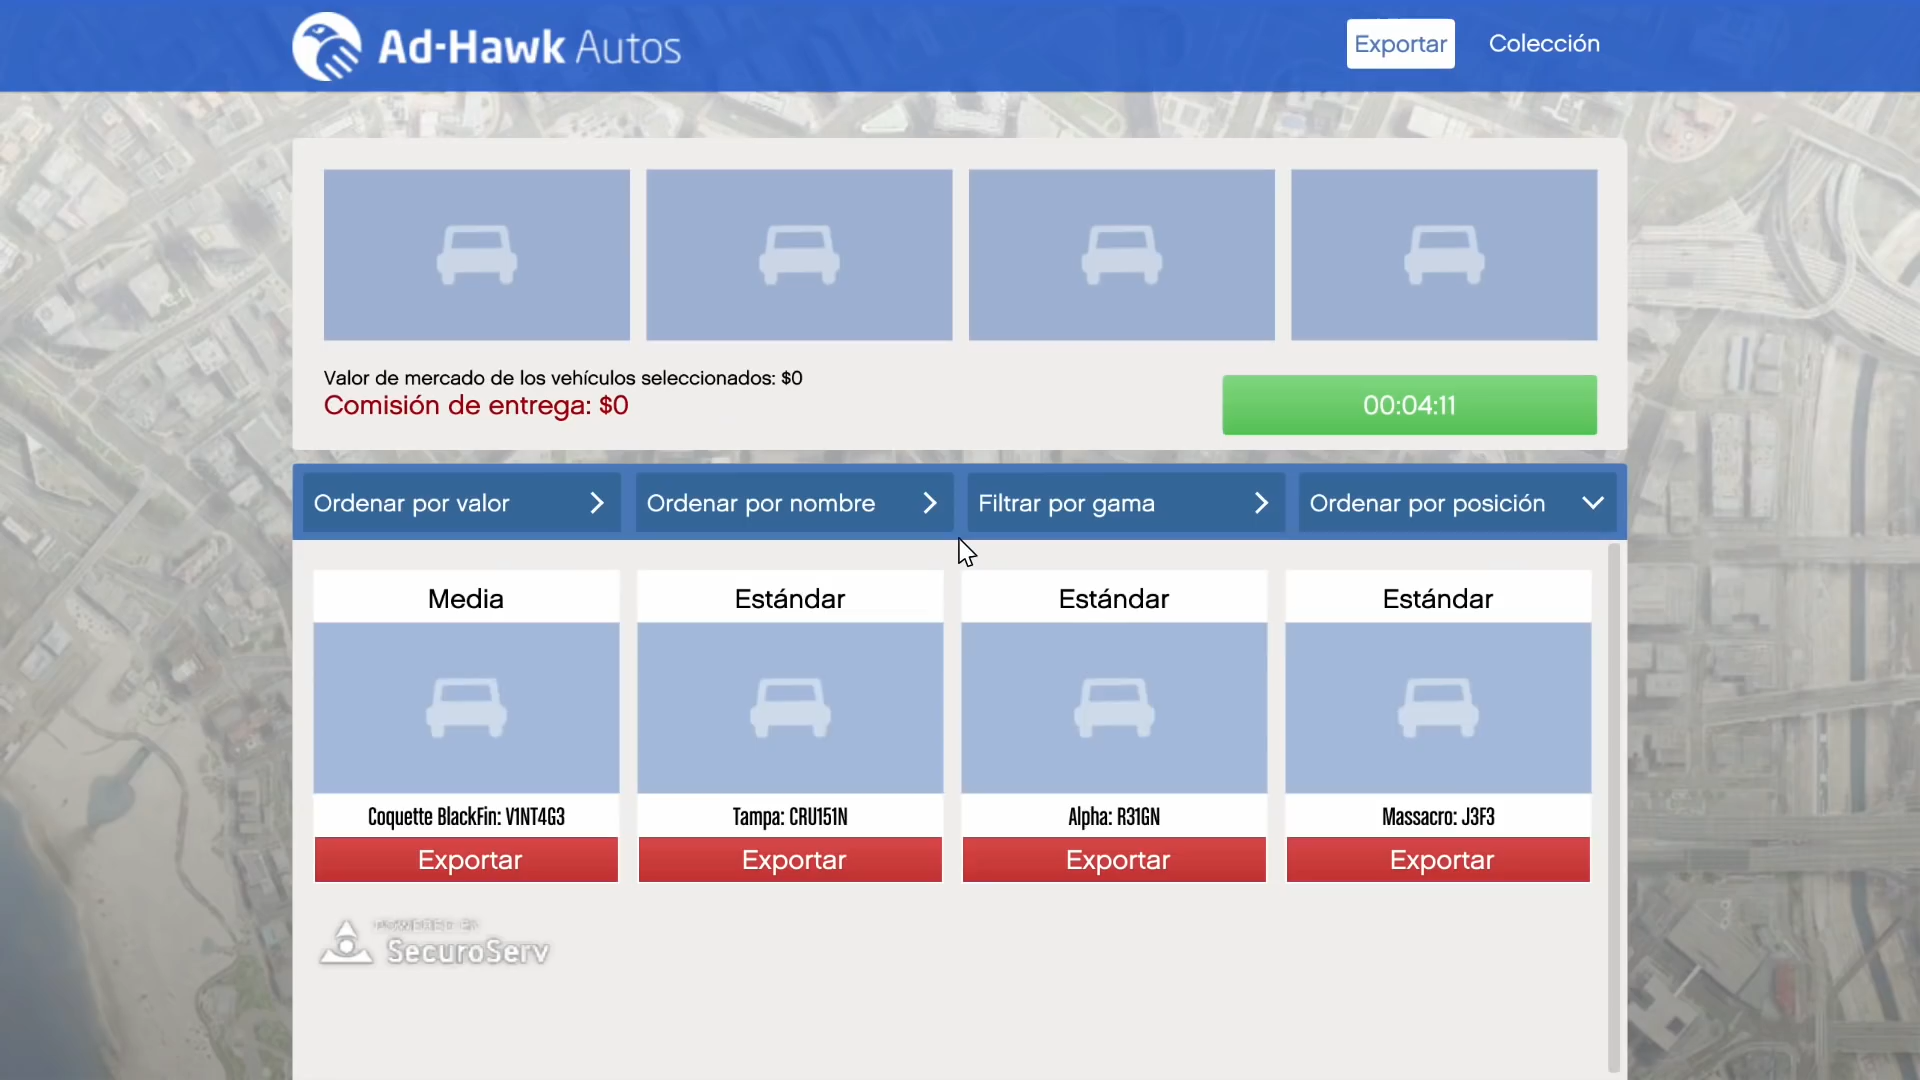 Ad-Hawk Autos
Exportar
Colección
Valor de mercado de los vehículos seleccionados: $0
Comisión de entrega: $0
00:04:11
Ordenar por valor
Ordenar por nombre
Filtrar por gama
Ordenar por posición
Media
Estándar
Estándar
Estándar
Coquette BlackFin: V1NT4G3
Tampa: CRU151N
Alpha: R31GN
Massacro: J3F3
Exportar
Exportar
Exportar
Exportar
POWERED BY
SecuroServ